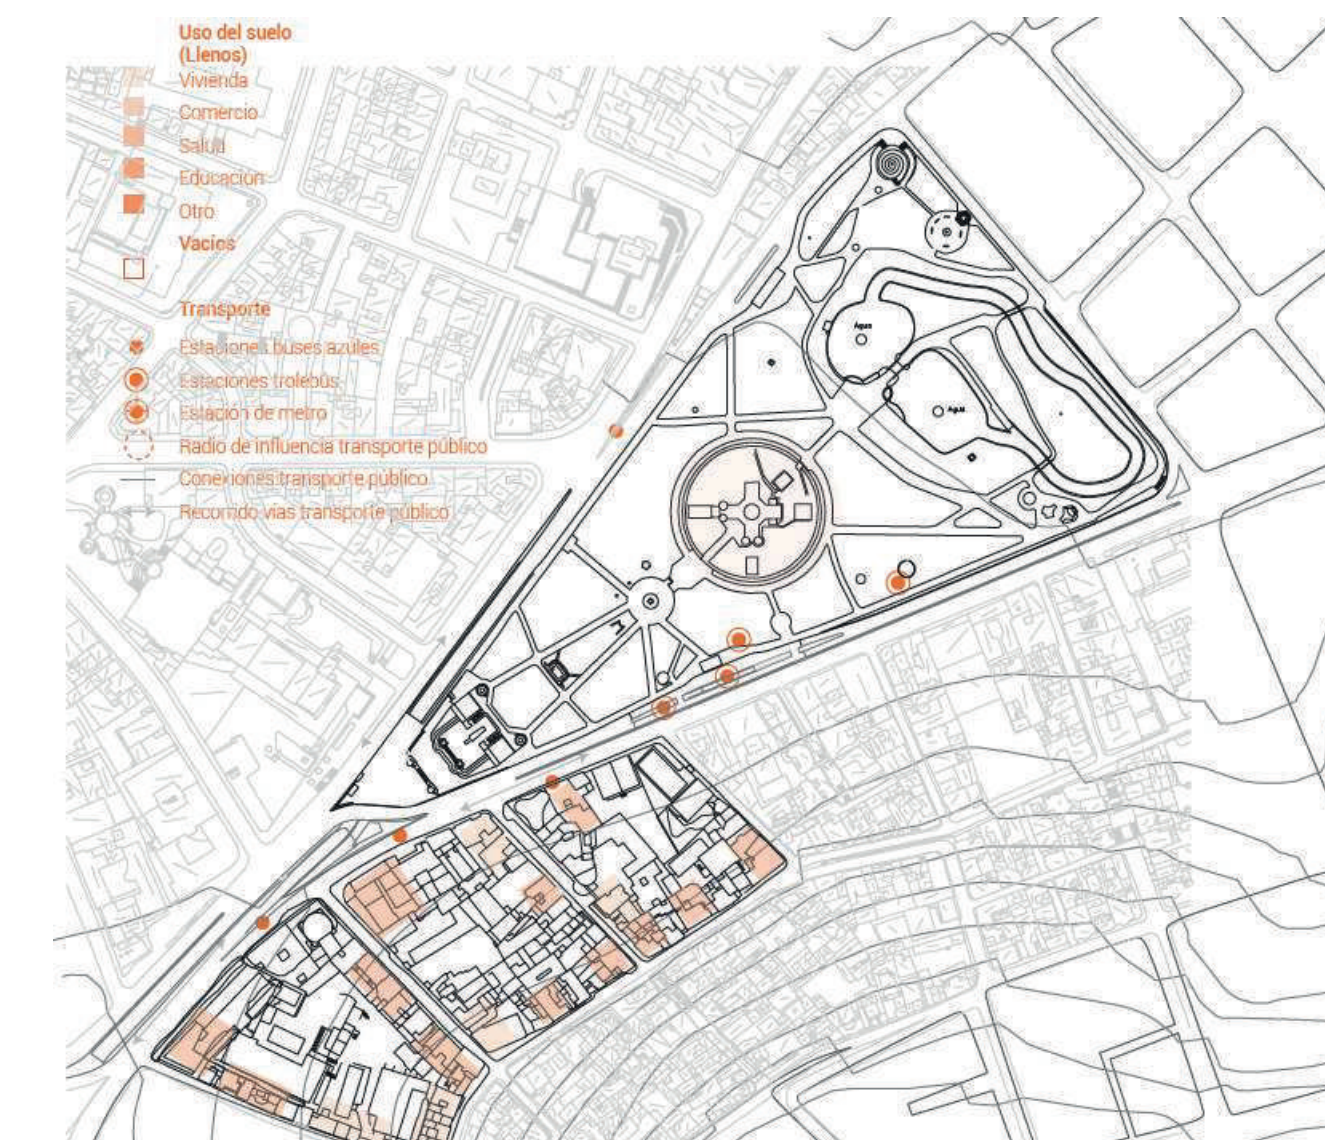 Uso del suelo
(Llenos)
Vivienda
Comercio
Salud
Educación
Otro
Vacíos
Transporte
Estaciones buses azules
Estaciones trolebús
Estación de metro
Radio de influencia transporte público
Conexiones transporte público
Recorrido vías transporte público
Agua
Agua